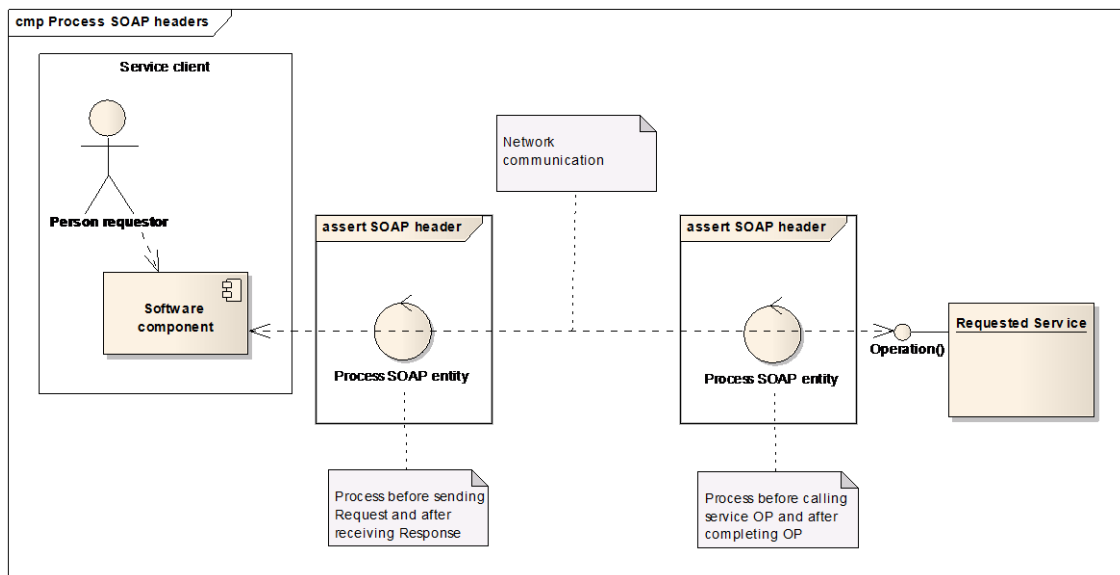 cmp Process SOAP headers
Service client
Person requestor
Software
component
Network
communication
assert SOAP header
Process SOAP entity
assert SOAP header
Process SOAP entity
Operation()
Requested Service
Process before sending
Request and after
receiving Response
Process before calling
service OP and after
completing OP